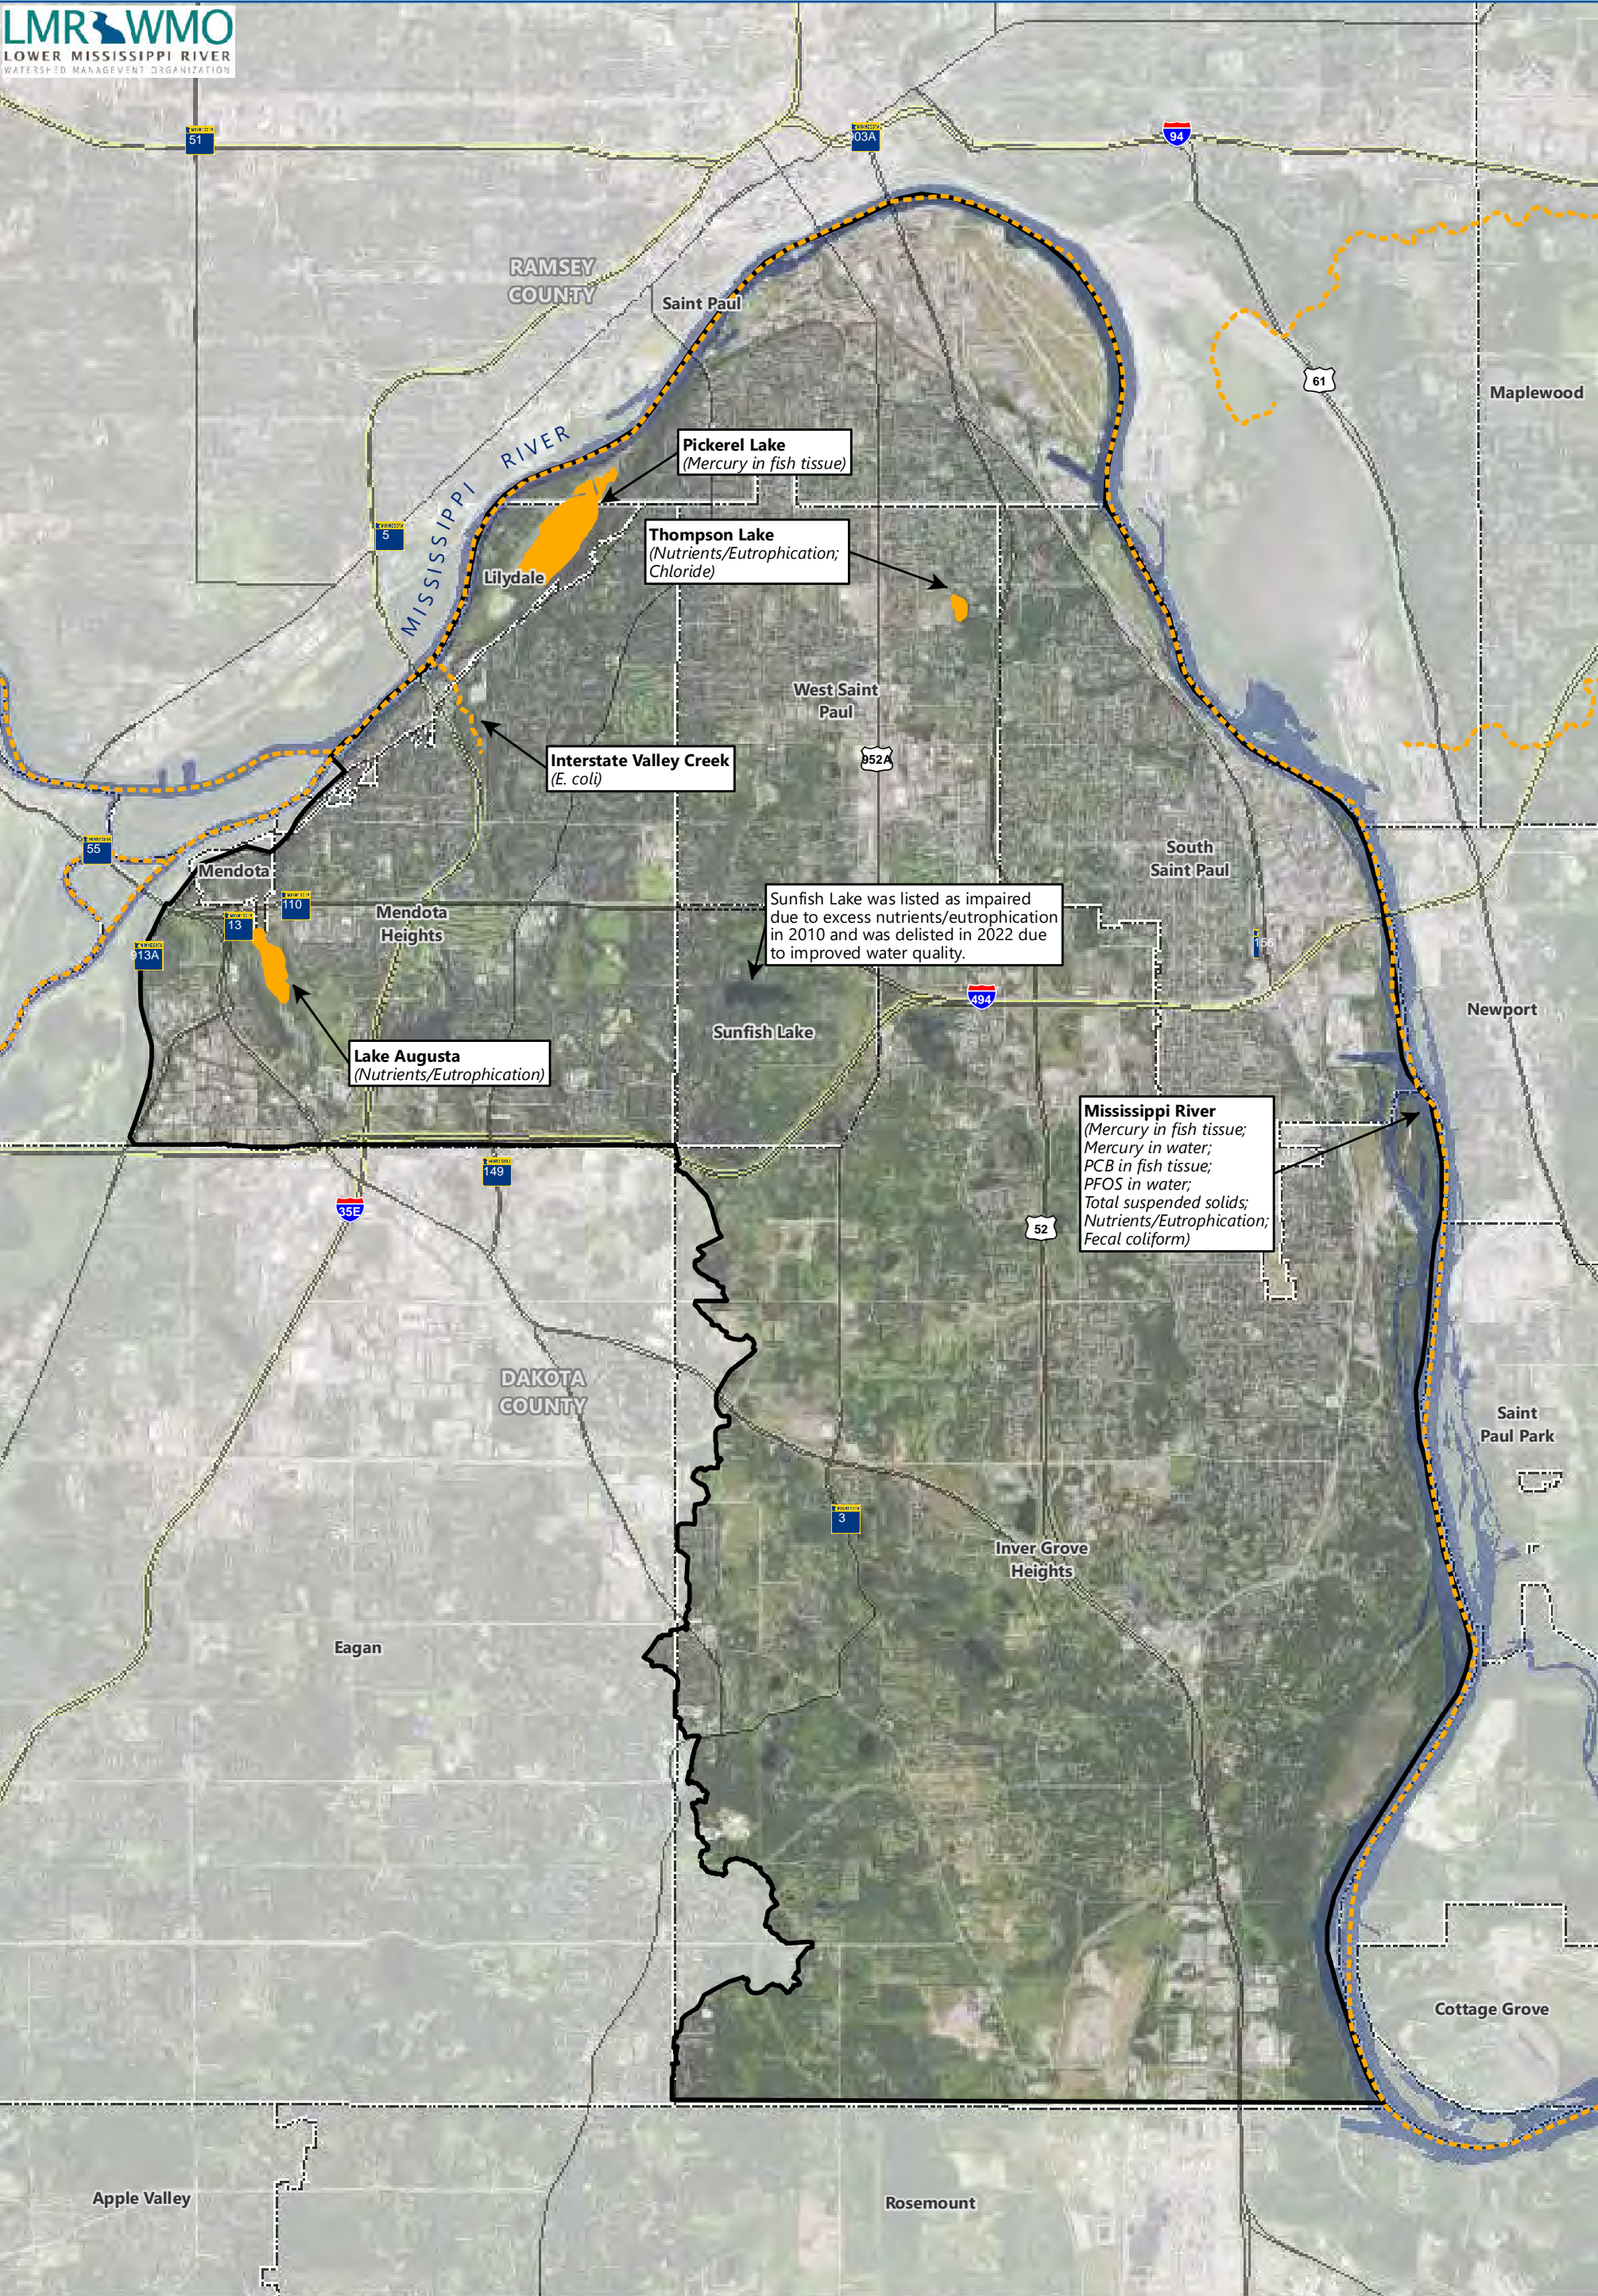 LMR WMO
LOWER MISSISSIPPI RIVER
WATERSHED MANAGEMENT ORGANIZATION
51
03A
94
RAMSEY
COUNTY
Saint Paul
61
Maplewood
MISSISSIPPI RIVER
Pickerel Lake
(Mercury in fish tissue)
5
Thompson Lake
(Nutrients/Eutrophication;
Chloride)
Lilydale
West Saint
Paul
Interstate Valley Creek
(E. coli)
952A
55
Mendota
South
Saint Paul
110
13
Mendota
Heights
Sunfish Lake was listed as impaired
due to excess nutrients/eutrophication
in 2010 and was delisted in 2022 due
to improved water quality.
156
913A
494
Newport
Sunfish Lake
Lake Augusta
(Nutrients/Eutrophication)
Mississippi River
(Mercury in fish tissue;
Mercury in water;
PCB in fish tissue;
PFOS in water;
Total suspended solids;
Nutrients/Eutrophication;
Fecal coliform)
149
35E
52
DAKOTA
COUNTY
Saint
Paul Park
3
Inver Grove
Heights
Eagan
Cottage Grove
Apple Valley
Rosemount